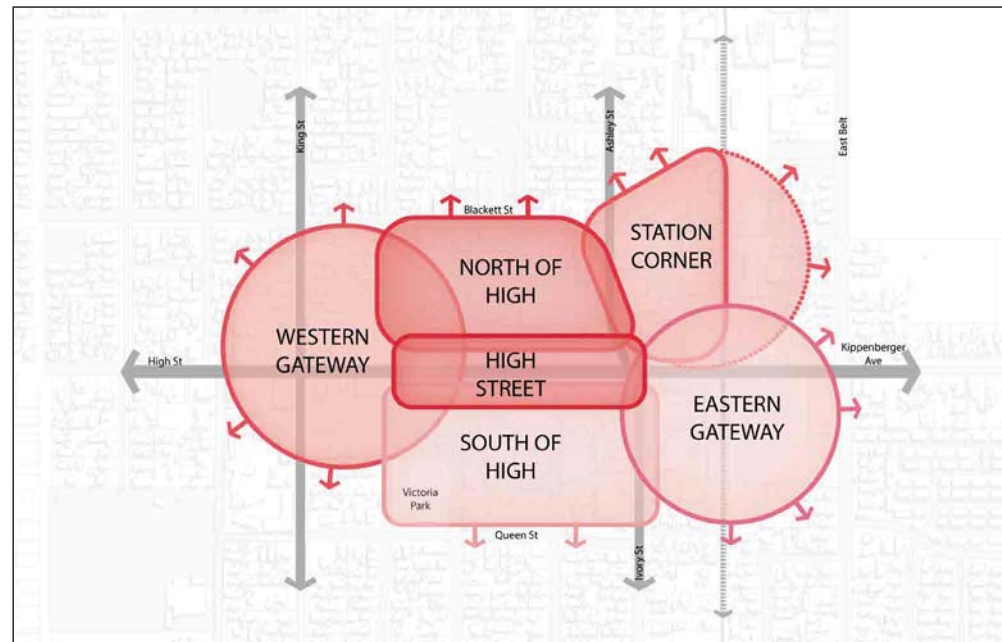 King St
Ashley St
East Belt
Blackett St
STATION
CORNER
NORTH OF
HIGH
WESTERN
GATEWAY
High St
HIGH
STREET
Kippenberger
Ave
EASTERN
GATEWAY
SOUTH OF
HIGH
Victoria
Park
Queen St
Ivory St